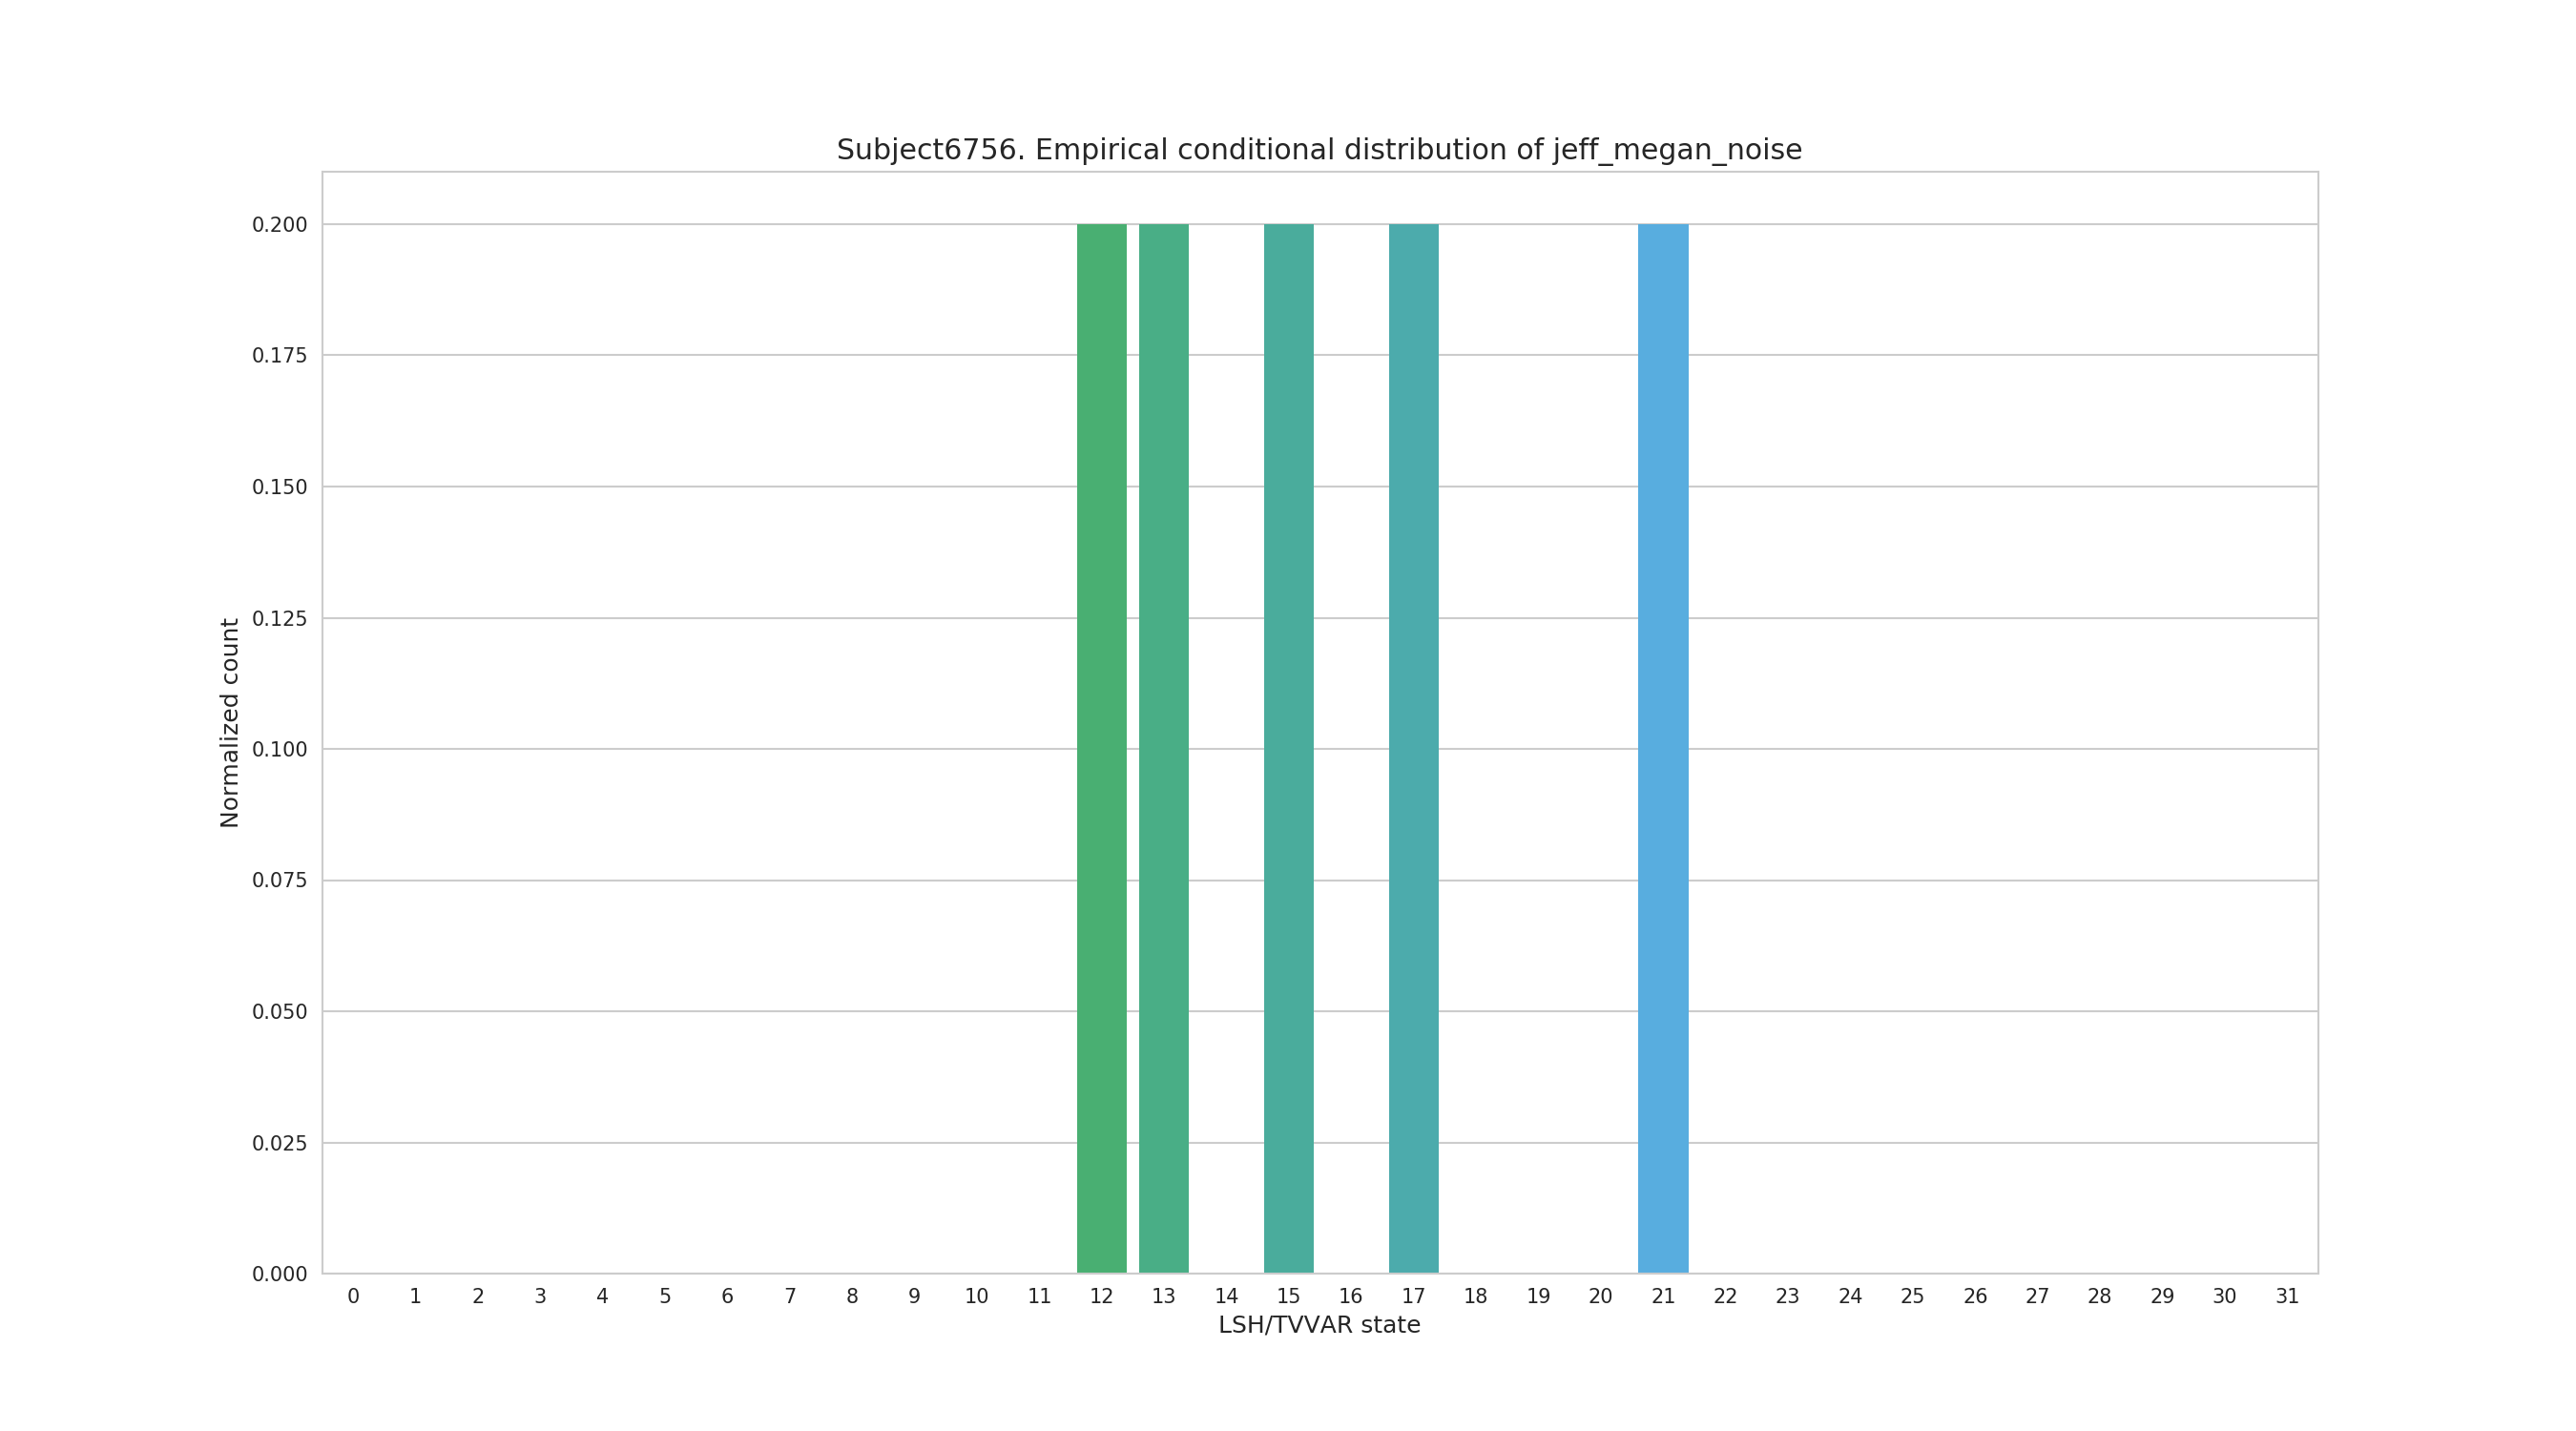 Subject6756. Empirical conditional distribution of jeff_megan_noise
0.200
0.175
0.150
0.125
0.100
0.075
0.050
0.025
0.000
Normalized count
0 1 2 3 4 5 6 7 8 9 10 11 12 13 14 15 16 17 18 19 20 21 22 23 24 25 26 27 28 29 30 31
LSH/TVVAR state